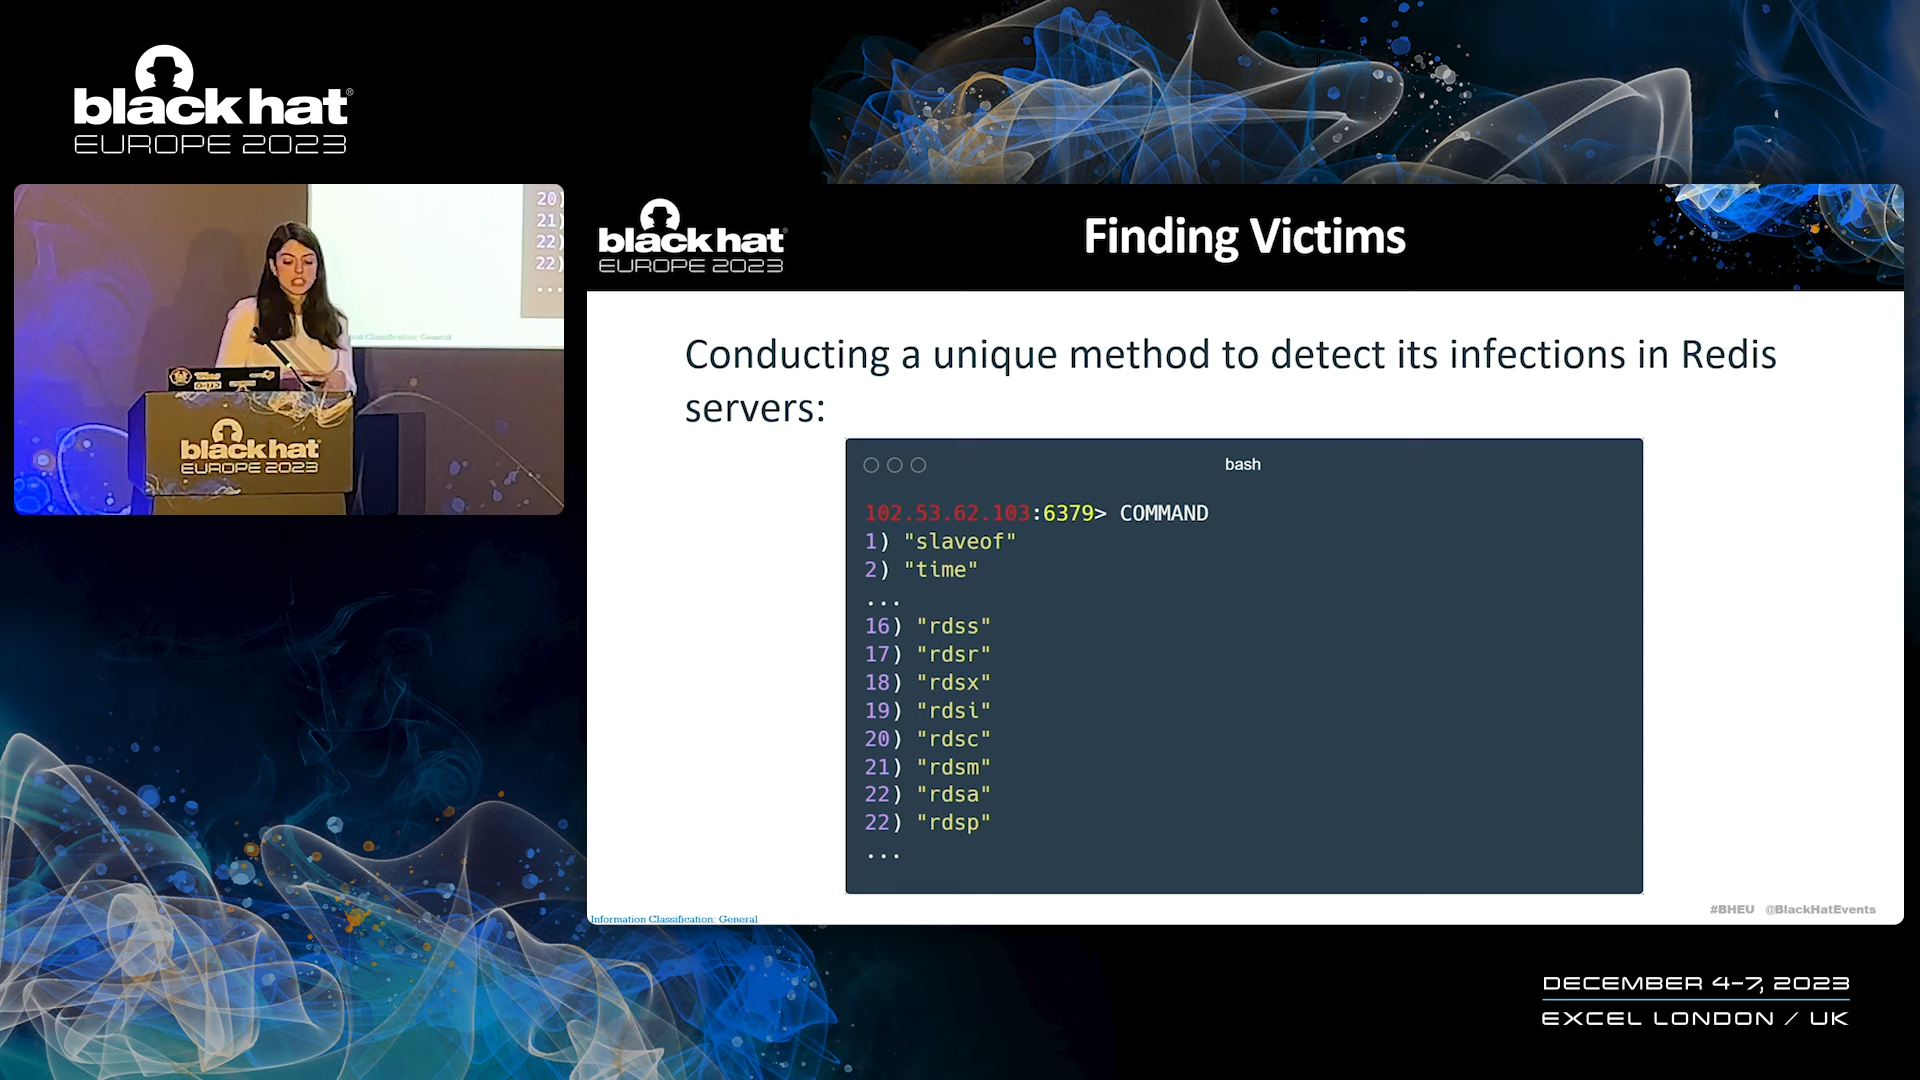 black hat®
EUROPE 2023
20)
21)
22)
22)
...
black hat
EUROPE 2023
black hat
EUROPE 2023
Finding Victims
Conducting a unique method to detect its infections in Redis
servers:
bash
102.53.62.103:6379> COMMAND
1) "slaveof"
2) "time"
...
16) "rdss"
17) "rdsr"
18) "rdsx"
19) "rdsi"
20) "rdsc"
21) "rdsm"
22) "rdsa"
22) "rdsp"
...
Information Classification: General
#BHEU @BlackHatEvents
DECEMBER 4-7, 2023
EXCEL LONDON / UK